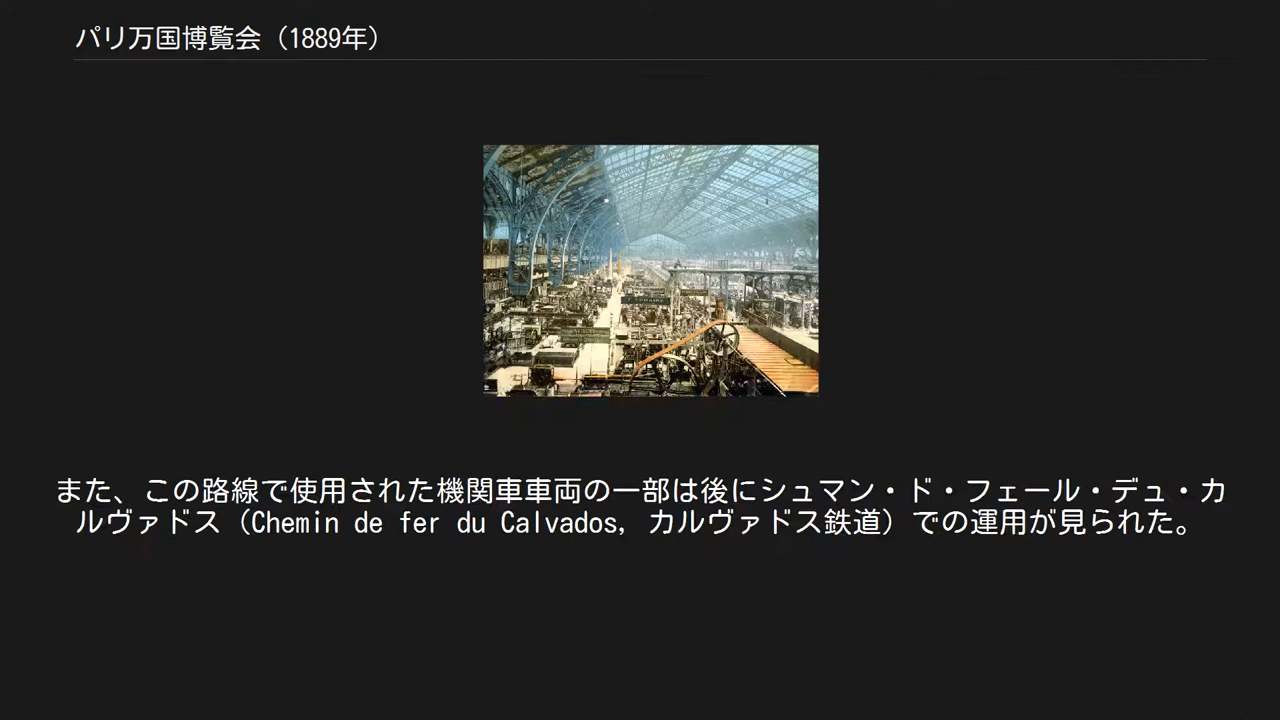 パリ万国博覧会（1889年）
また、この路線で使用された機関車車両の一部は後にシュマン・ド・フェール・デュ・カ
ルヴァドス（Chemin de fer du Calvados, カルヴァドス鉄道）での運用が見られた。